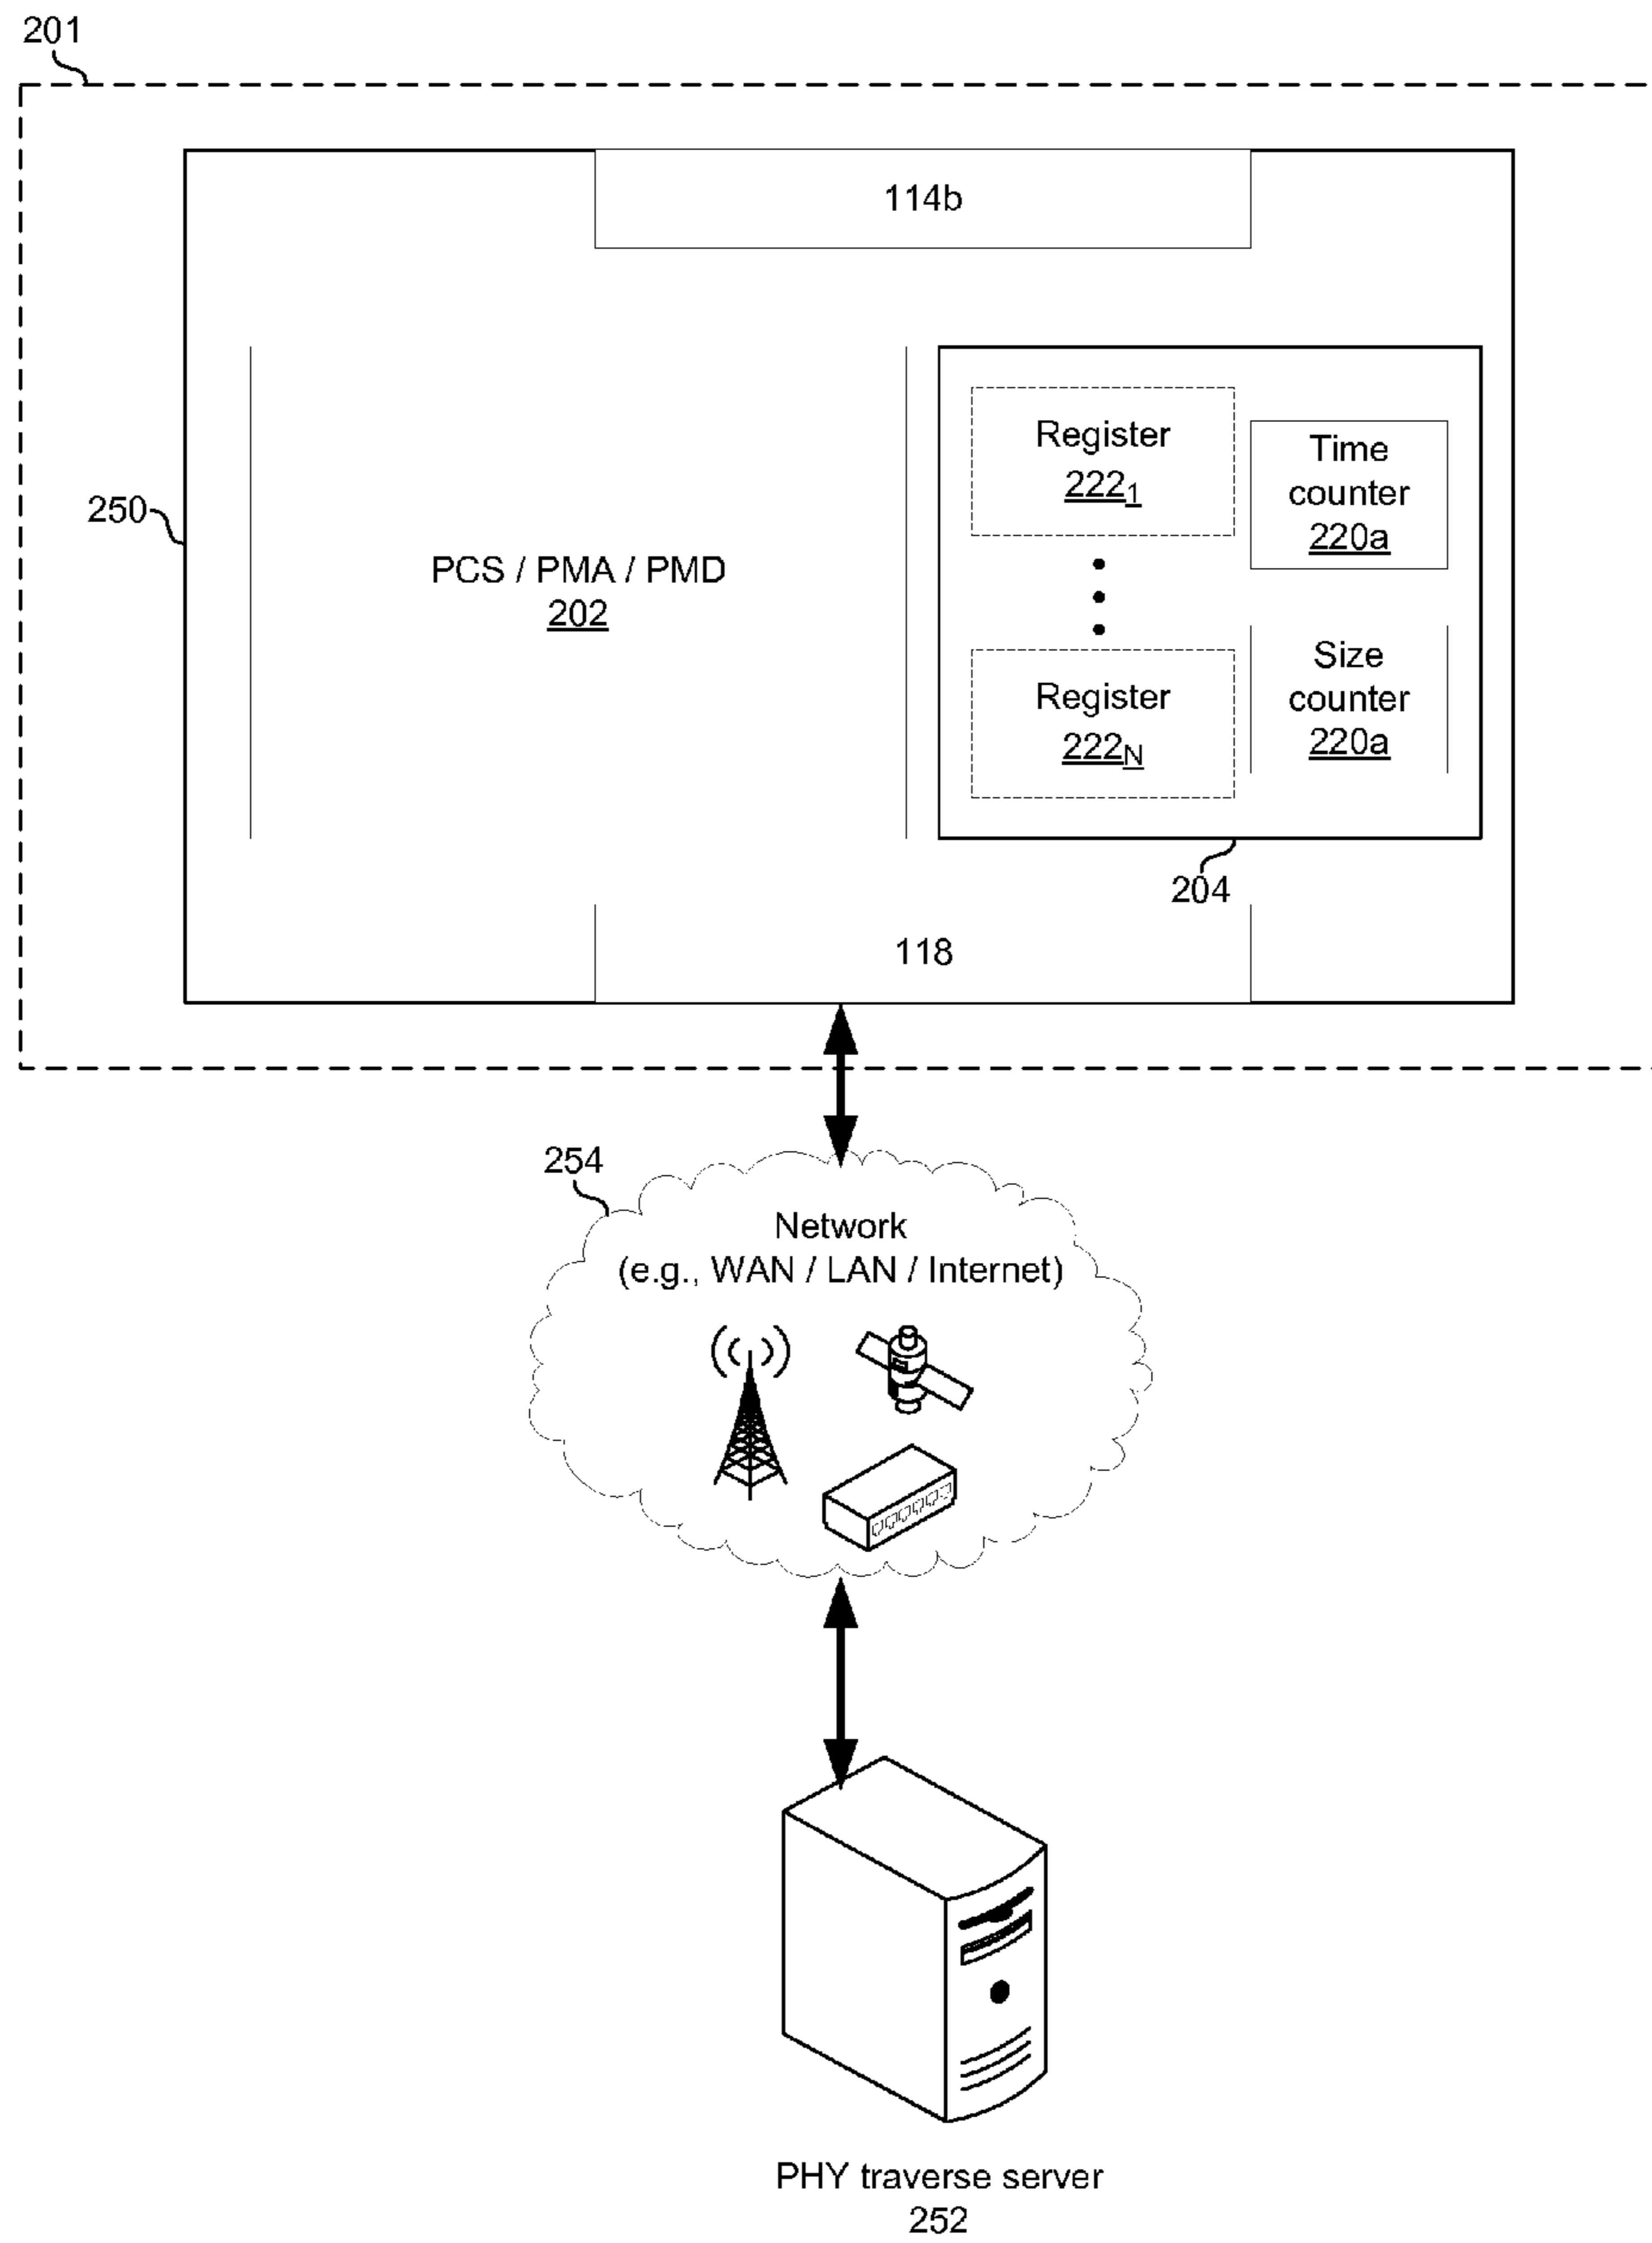 201
114b
250
PCS / PMA / PMD
202
Register
222₁
Time
counter
220a
Register
222N
Size
counter
220a
204
118
254
Network
(e.g., WAN / LAN / Internet)
PHY traverse server
252